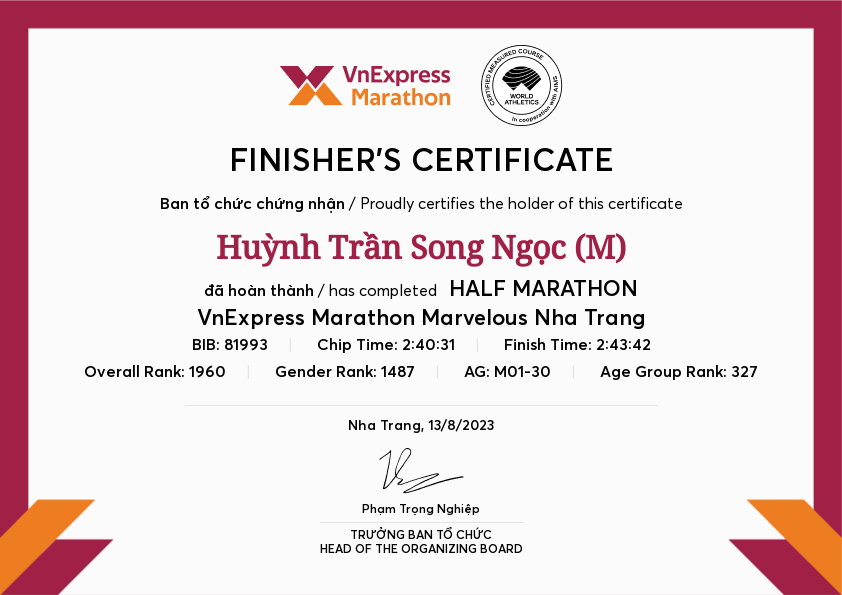 VnExpress
Marathon
CERTIFIED MEASURED COURSE
WORLD
ATHLETICS
in cooperation with AIMS
FINISHER'S CERTIFICATE
Ban tổ chức chứng nhận / Proudly certifies the holder of this certificate
Huỳnh Trần Song Ngọc (M)
đã hoàn thành / has completed HALF MARATHON
VnExpress Marathon Marvelous Nha Trang
BIB: 81993 | Chip Time: 2:40:31 | Finish Time: 2:43:42
Overall Rank: 1960 | Gender Rank: 1487 | AG: M01-30 | Age Group Rank: 327
Nha Trang, 13/8/2023
Phạm Trọng Nghiệp
TRƯỞNG BAN TỔ CHỨC
HEAD OF THE ORGANIZING BOARD